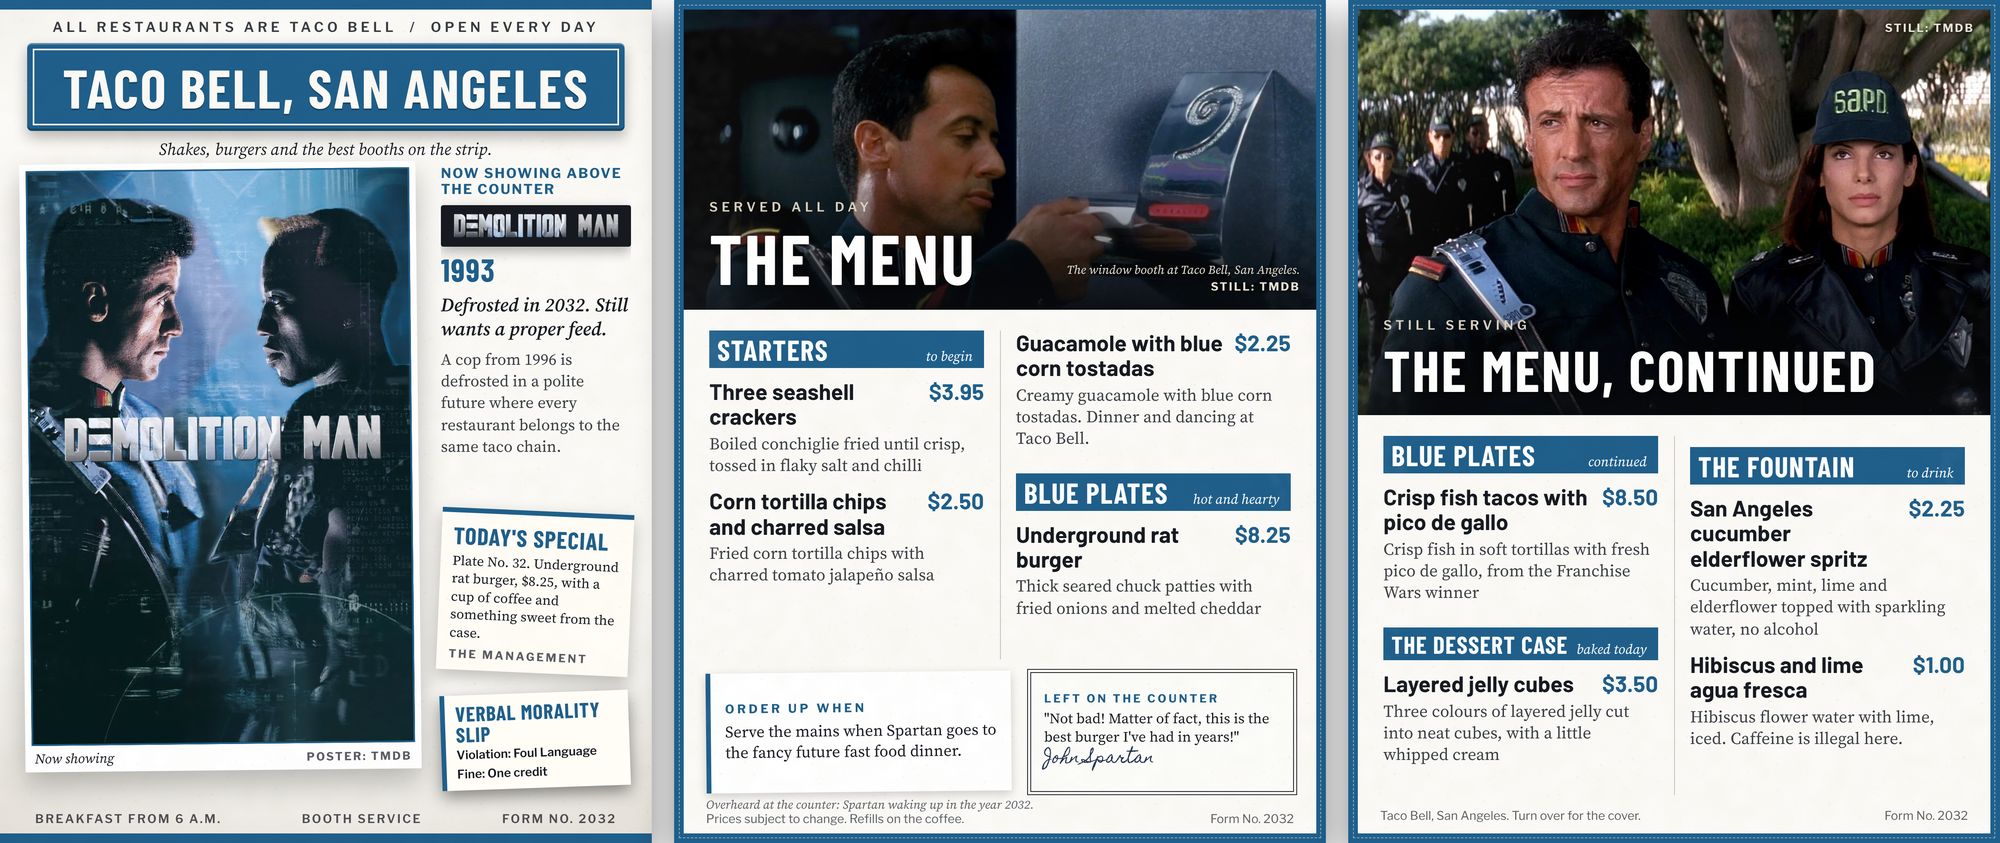 ALL RESTAURANTS ARE TACO BELL / OPEN EVERY DAY
TACO BELL, SAN ANGELES
Shakes, burgers and the best booths on the strip.
DEMOLITION MAN
Now showing
POSTER: TMDB
NOW SHOWING ABOVE
THE COUNTER
DEMOLITION MAN
1993
Defrosted in 2032. Still
wants a proper feed.
A cop from 1996 is
defrosted in a polite
future where every
restaurant belongs to the
same taco chain.
TODAY'S SPECIAL
Plate No. 32. Underground
rat burger, $8.25, with a
cup of coffee and
something sweet from the
case.
THE MANAGEMENT
VERBAL MORALITY
SLIP
Violation: Foul Language
Fine: One credit
BREAKFAST FROM 6 A.M.
BOOTH SERVICE
FORM NO. 2032
SERVED ALL DAY
THE MENU
The window booth at Taco Bell, San Angeles.
STILL: TMDB
STARTERS to begin
Three seashell $3.95
crackers
Boiled conchiglie fried until crisp,
tossed in flaky salt and chilli
Corn tortilla chips $2.50
and charred salsa
Fried corn tortilla chips with
charred tomato jalapeño salsa
Guacamole with blue $2.25
corn tostadas
Creamy guacamole with blue corn
tostadas. Dinner and dancing at
Taco Bell.
BLUE PLATES hot and hearty
Underground rat $8.25
burger
Thick seared chuck patties with
fried onions and melted cheddar
ORDER UP WHEN
Serve the mains when Spartan goes to
the fancy future fast food dinner.
LEFT ON THE COUNTER
"Not bad! Matter of fact, this is the
best burger I've had in years!"
John Spartan
Overheard at the counter: Spartan waking up in the year 2032.
Prices subject to change. Refills on the coffee.
Form No. 2032
STILL: TMDB
S.A.P.D.
STILL SERVING
THE MENU, CONTINUED
BLUE PLATES continued
Crisp fish tacos with $8.50
pico de gallo
Crisp fish in soft tortillas with fresh
pico de gallo, from the Franchise
Wars winner
THE DESSERT CASE baked today
Layered jelly cubes $3.50
Three colours of layered jelly cut
into neat cubes, with a little
whipped cream
THE FOUNTAIN to drink
San Angeles $2.25
cucumber
elderflower spritz
Cucumber, mint, lime and
elderflower topped with sparkling
water, no alcohol
Hibiscus and lime $1.00
agua fresca
Hibiscus flower water with lime,
iced. Caffeine is illegal here.
Taco Bell, San Angeles. Turn over for the cover.
Form No. 2032